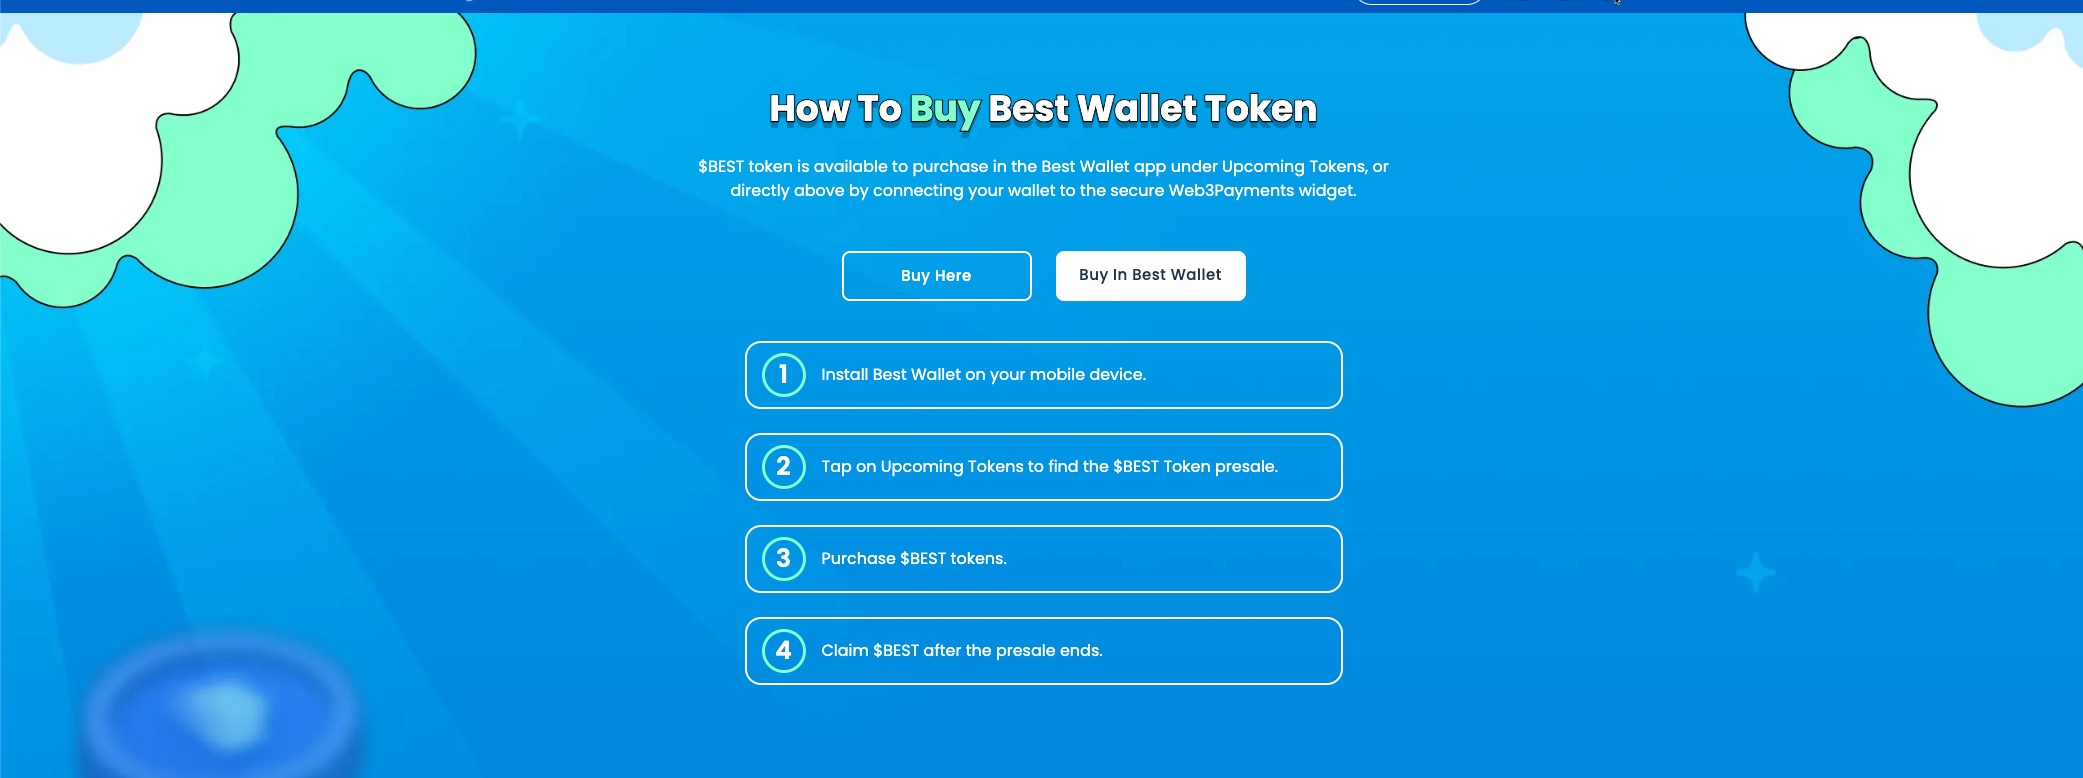 How To Buy Best Wallet Token
$BEST token is available to purchase in the Best Wallet app under Upcoming Tokens, or
directly above by connecting your wallet to the secure Web3Payments widget.
Buy Here
Buy In Best Wallet
1 Install Best Wallet on your mobile device.
2 Tap on Upcoming Tokens to find the $BEST Token presale.
3 Purchase $BEST tokens.
4 Claim $BEST after the presale ends.